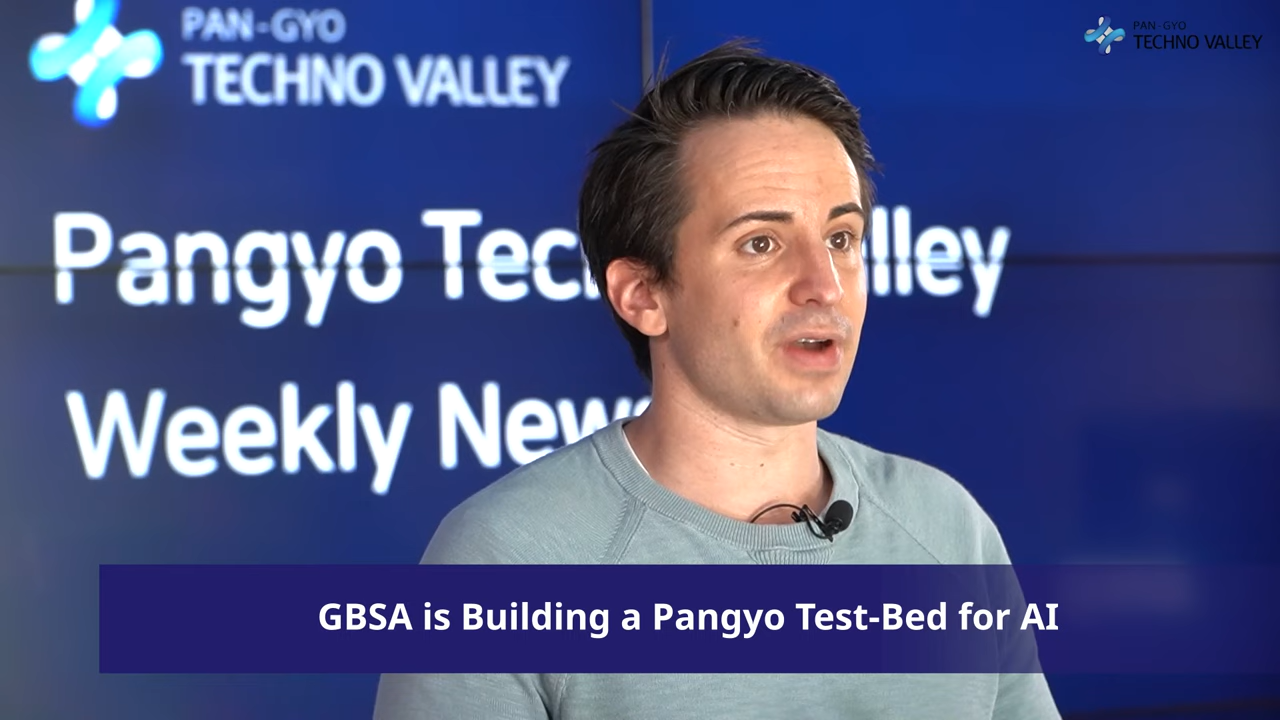 PAN-GYO
TECHNO VALLEY
PAN-GYO
TECHNO VALLEY
Pangyo Tec lley
Weekly News
GBSA is Building a Pangyo Test-Bed for AI